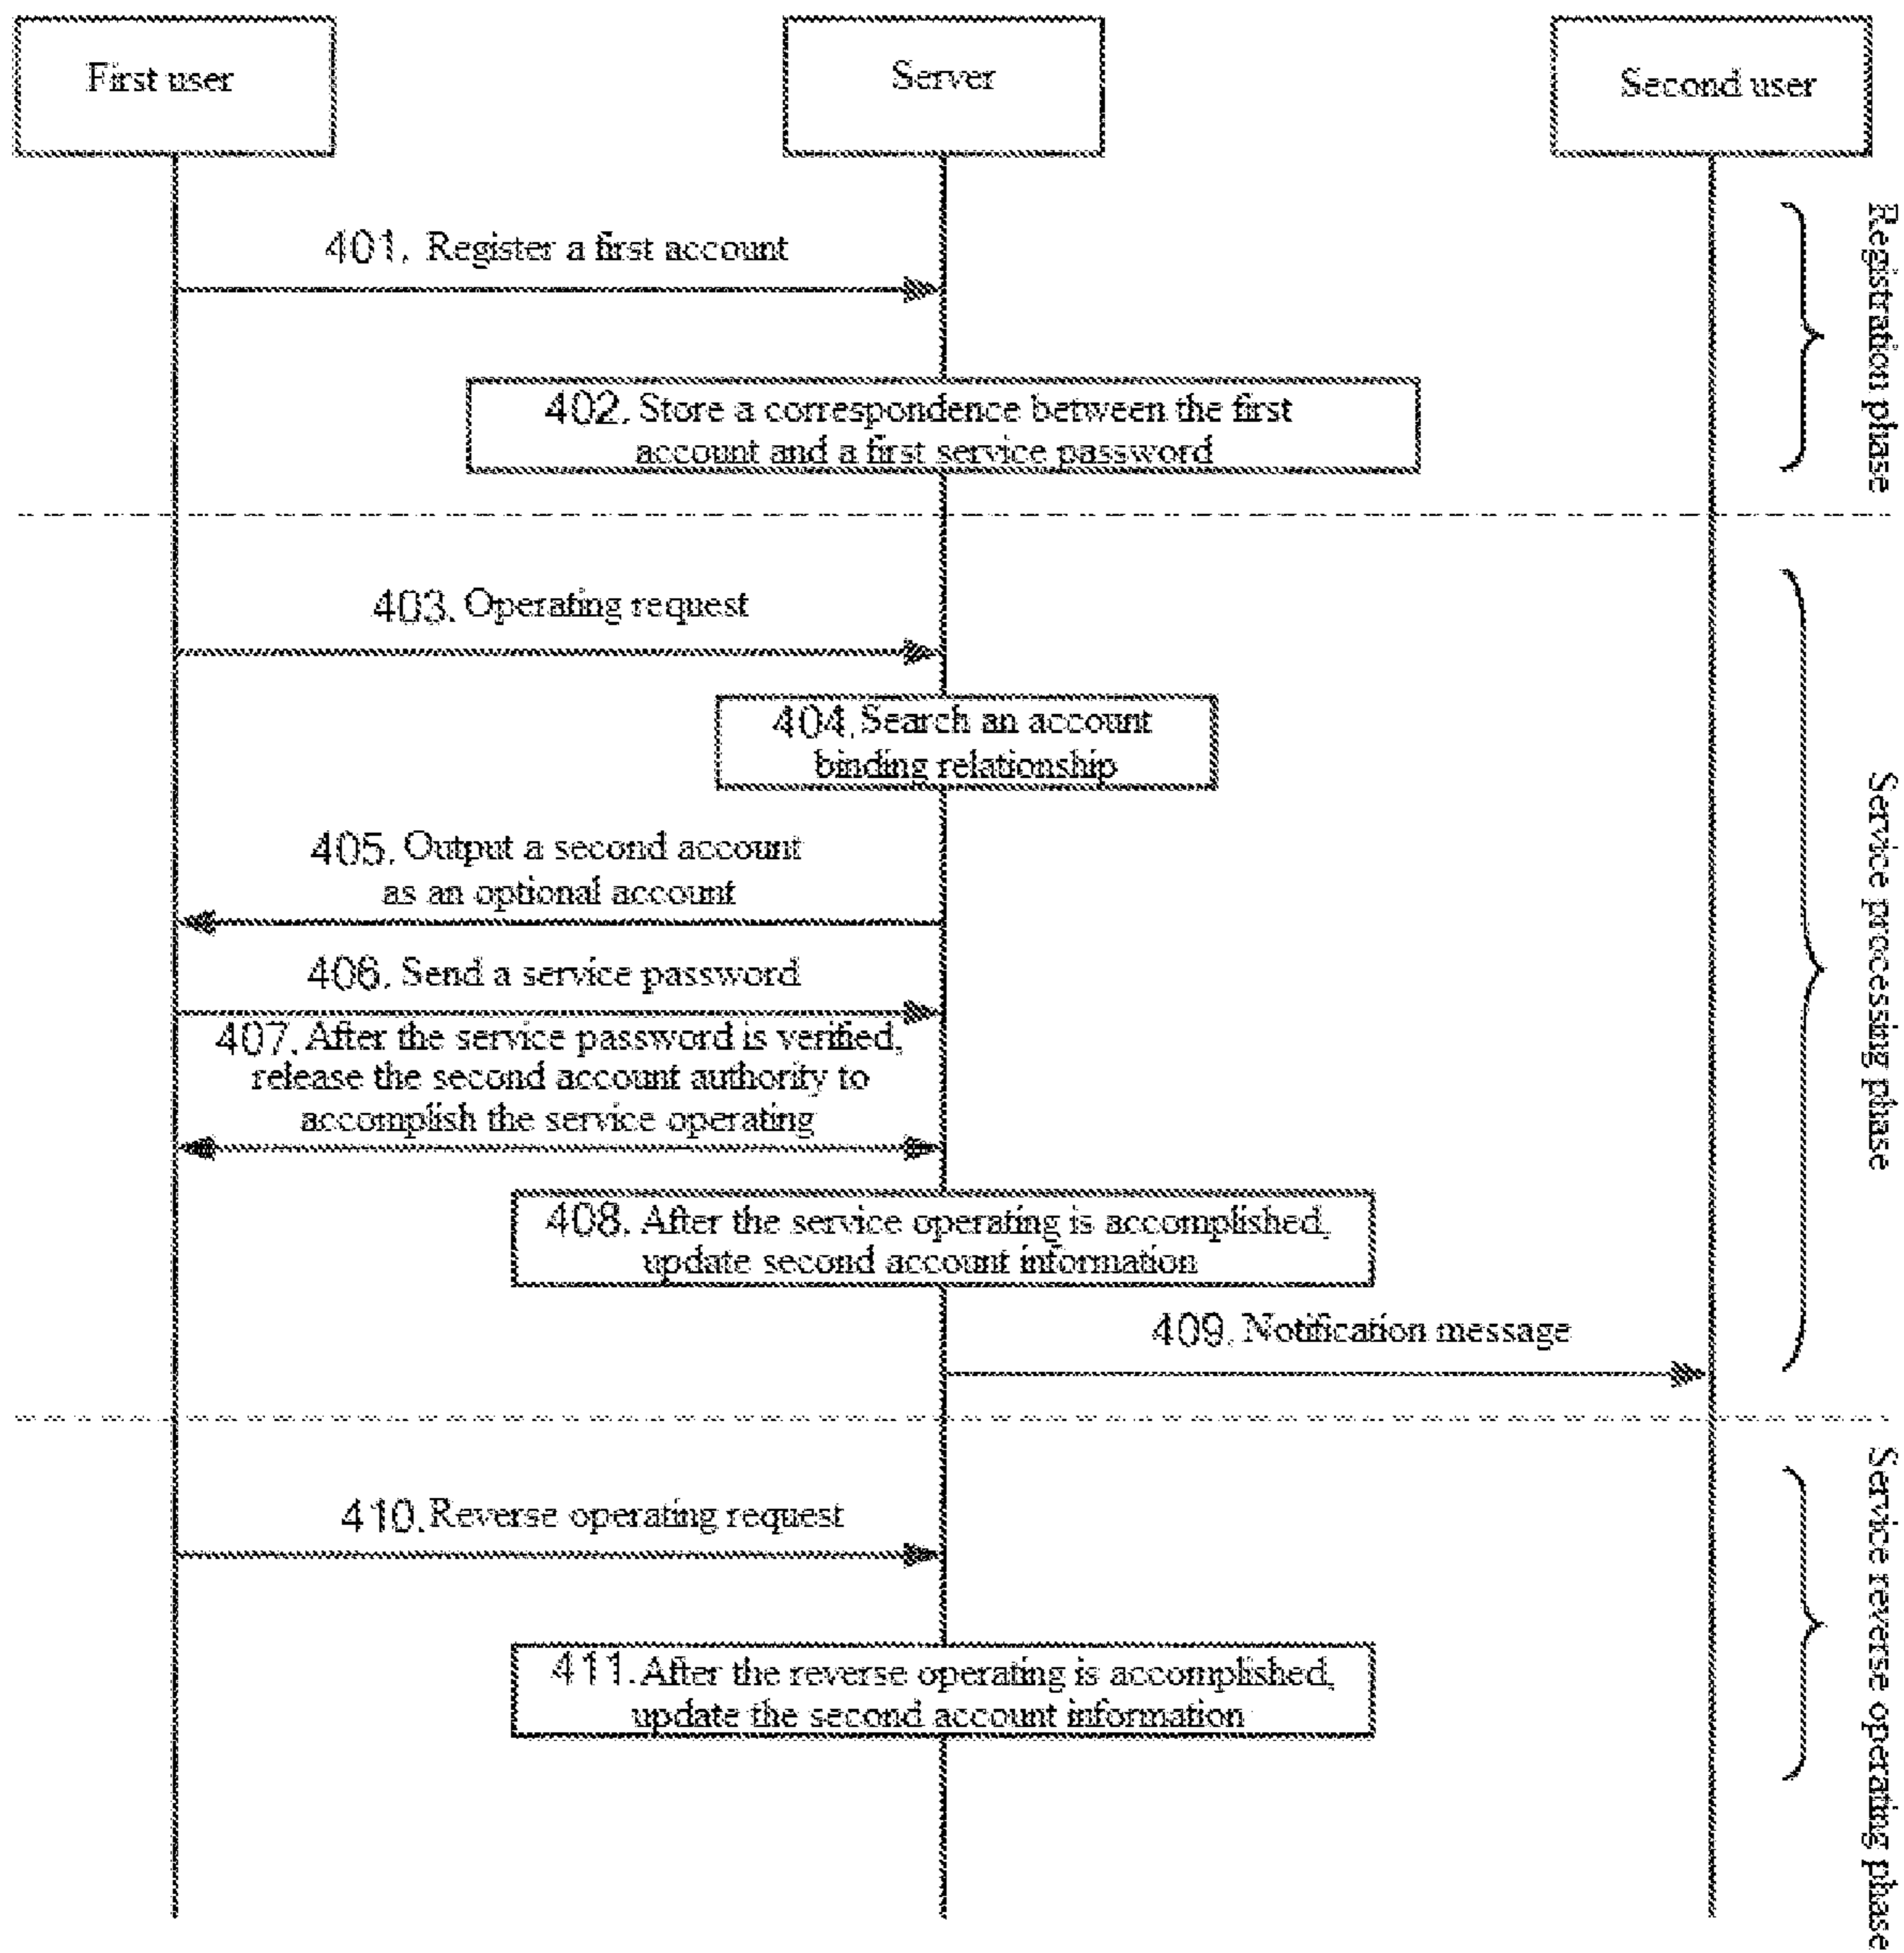 First user
Server
Second user
401. Register a first account
402. Store a correspondence between the first
account and a first service password
Registration phase
403. Operating request
404. Search an account
binding relationship
405. Output a second account
as an optional account
406. Send a service password
407. After the service password is verified,
release the second account authority to
accomplish the service operating
408. After the service operating is accomplished,
update second account information
409. Notification message
Service processing phase
410. Reverse operating request
411. After the reverse operating is accomplished,
update the second account information
Service reverse operating phase